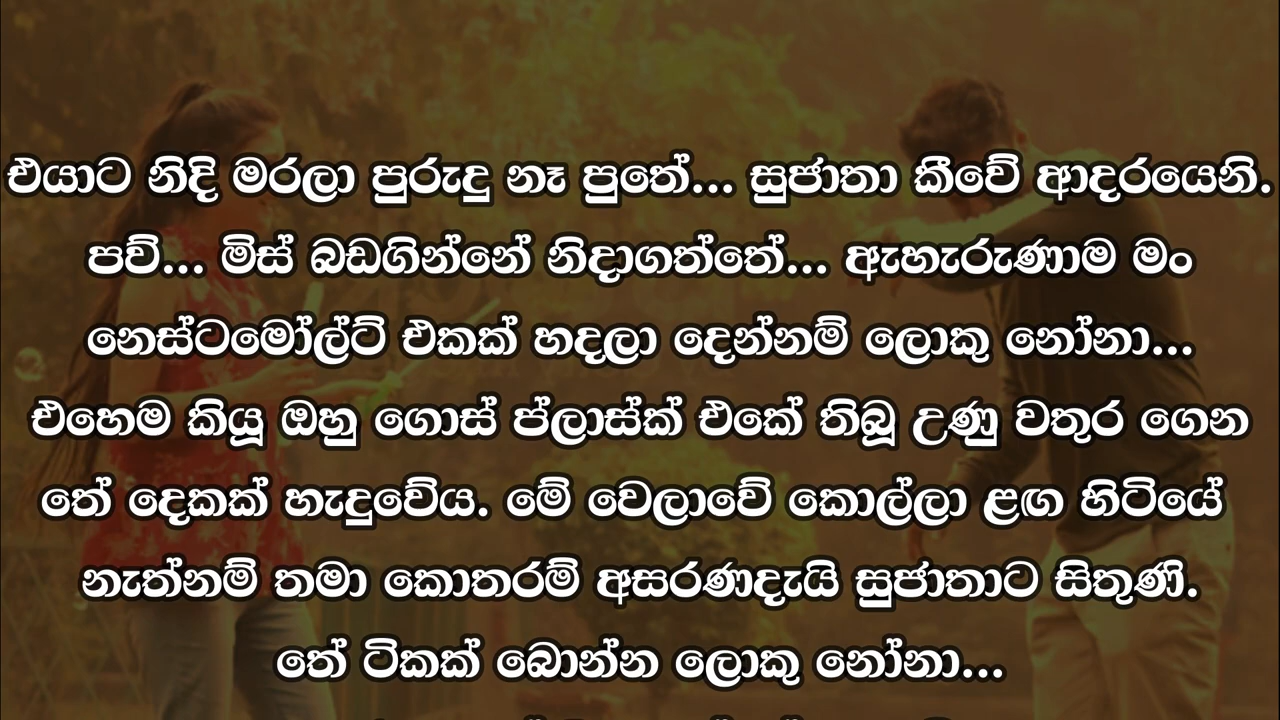 එයාට නිදි මරලා පුරුදු නෑ පුතේ... සුජාතා කීවේ ආදරයෙනි.
පව්... මිස් බඩගින්නේ නිදාගත්තේ... ඇහැරුණාම මං
නෙස්ටමෝල්ට් එකක් හදලා දෙන්නම් ලොකු නෝනා...
එහෙම කියූ ඔහු ගොස් ප්ලාස්ක් එකේ තිබූ උණු වතුර ගෙන
තේ දෙකක් හැදුවේය. මේ වෙලාවේ කොල්ලා ළඟ හිටියේ
නැත්නම් තමා කොතරම් අසරණදැයි සුජාතාට සිතුණි.
තේ ටිකක් බොන්න ලොකු නෝනා...